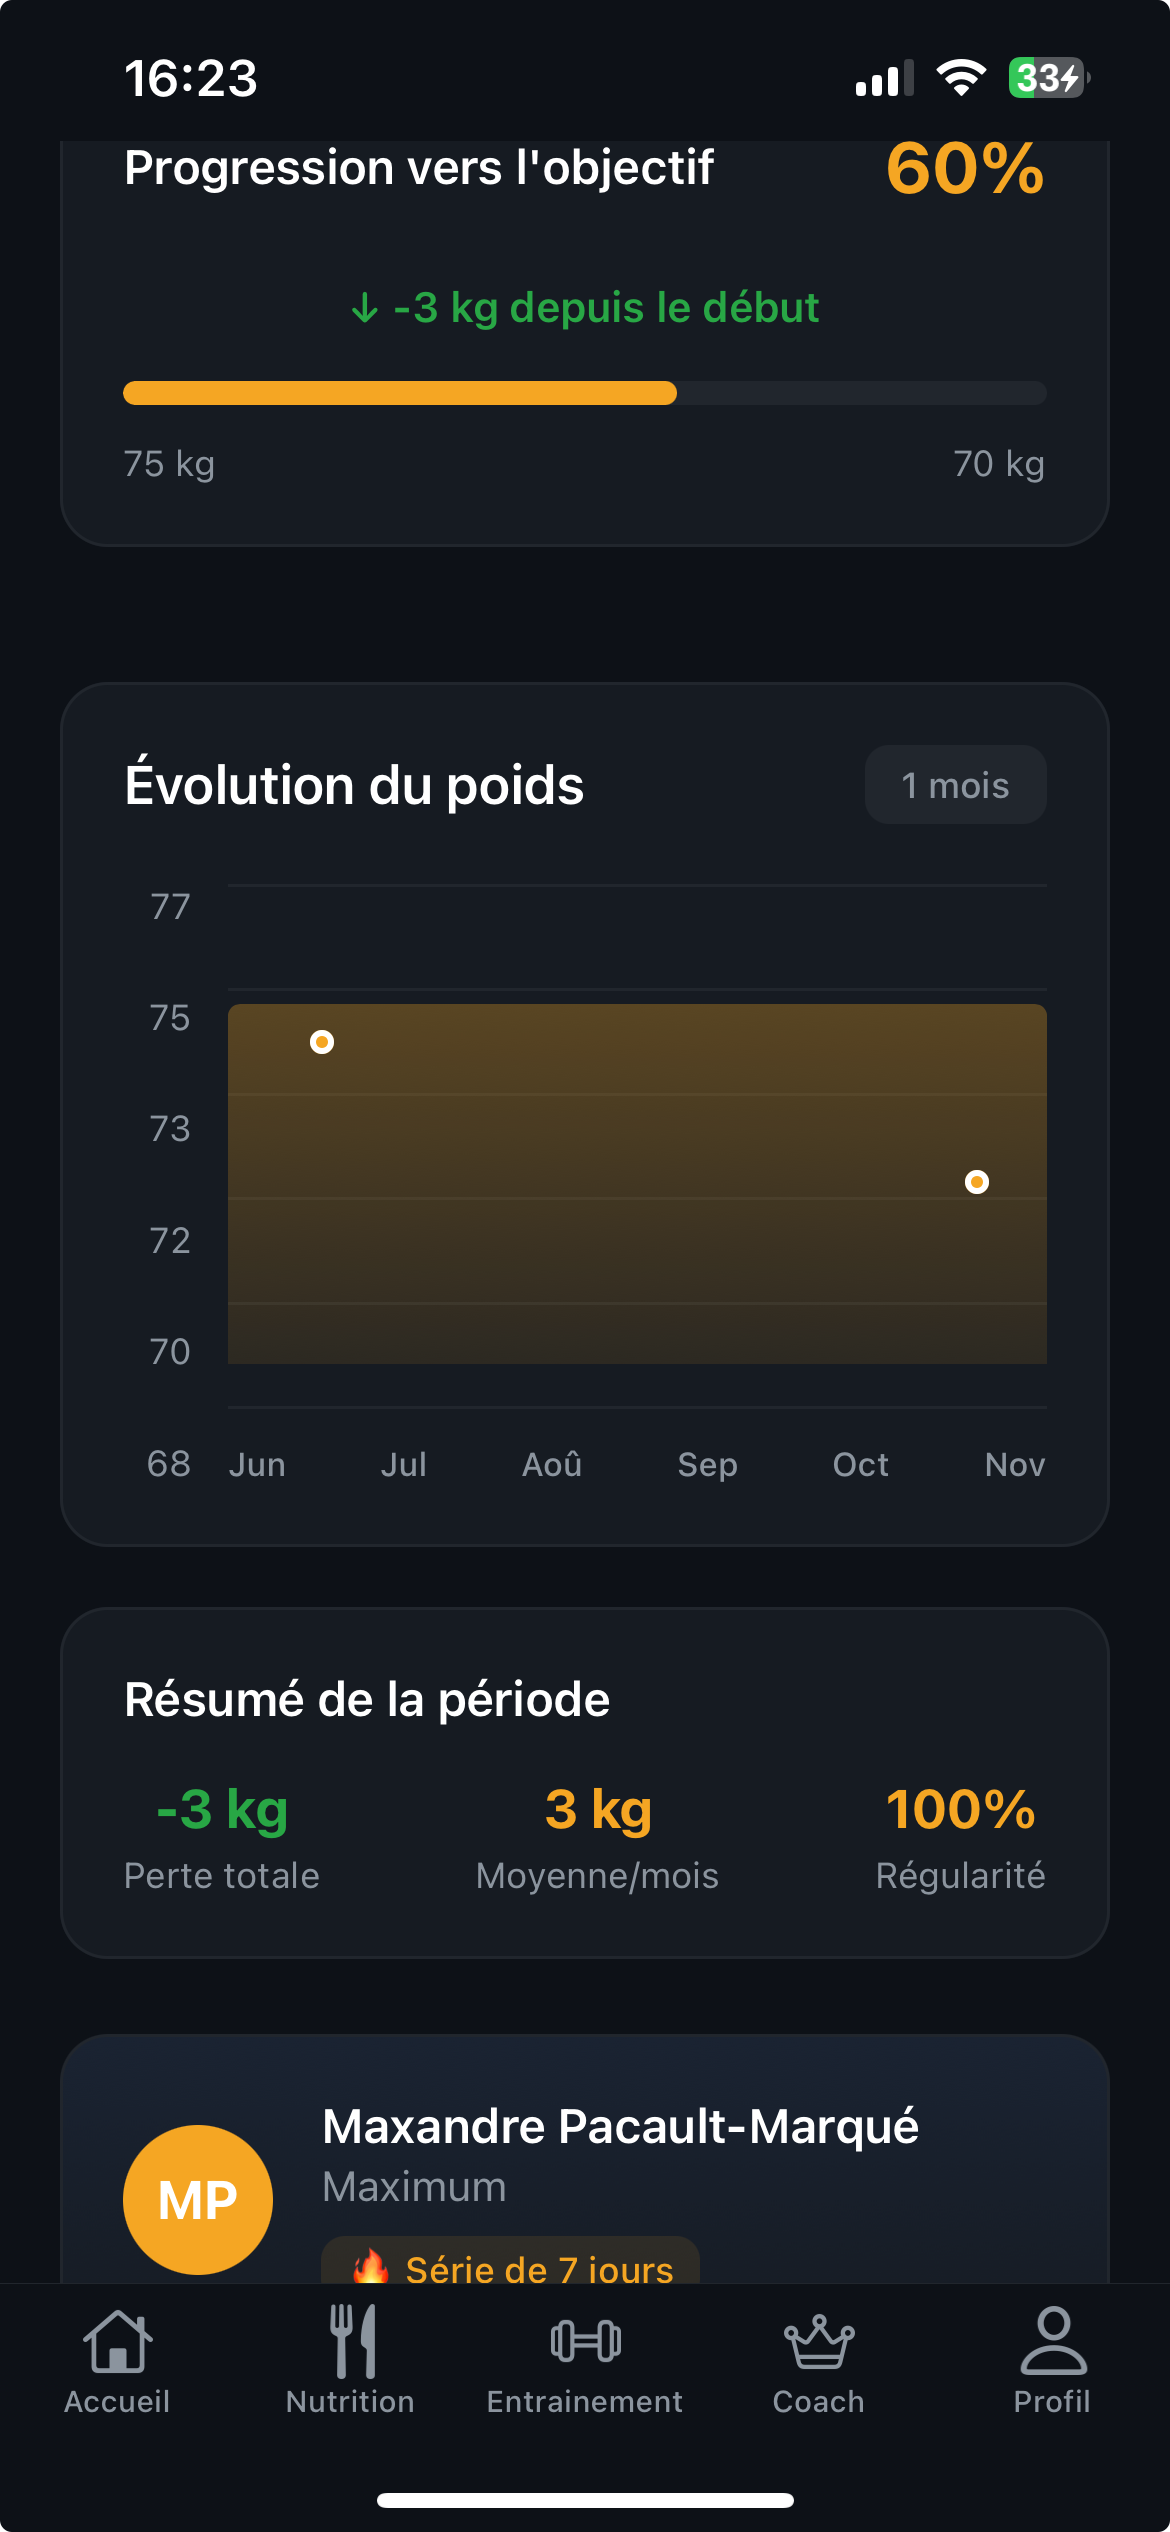 16:23
33
Progression vers l'objectif
60%
↓ -3 kg depuis le début
75 kg
70 kg
Évolution du poids
1 mois
77
75
73
72
70
68
Jun Jul Aoû Sep Oct Nov
Résumé de la période
-3 kg
Perte totale
3 kg
Moyenne/mois
100%
Régularité
MP
Maxandre Pacault-Marqué
Maximum
🔥 Série de 7 jours
Accueil
Nutrition
Entrainement
Coach
Profil